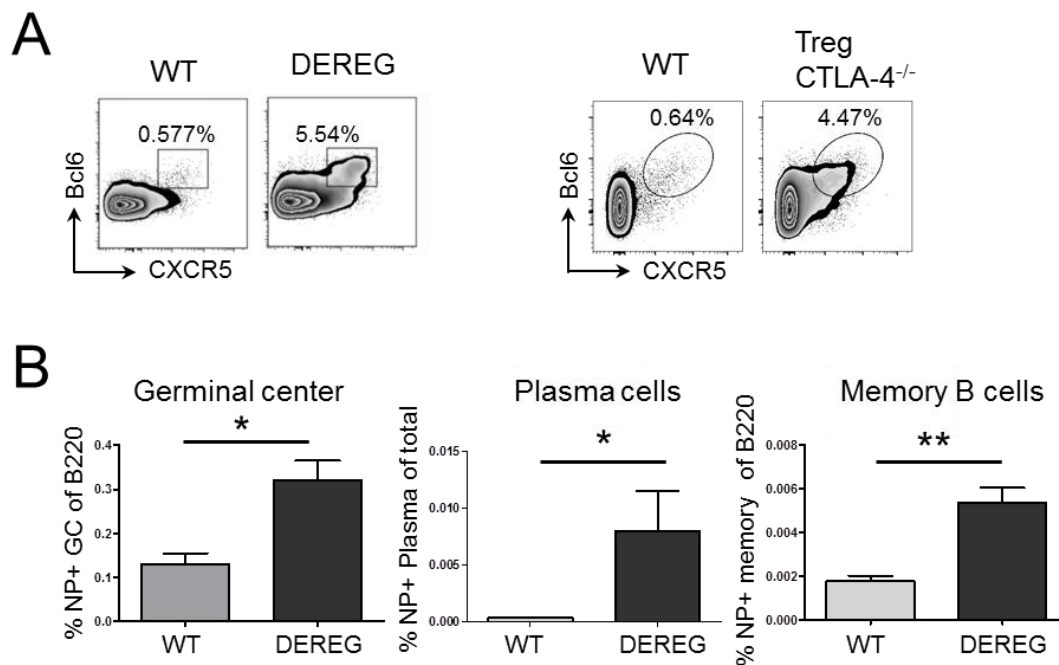 A
WT
DEREG
WT
Treg
CTLA-4-/-
0.577%
5.54%
0.64%
4.47%
Bcl6
CXCR5
Bcl6
CXCR5
B
Germinal center
% NP+ GC of B220
0.4
0.3
0.2
0.1
0.0
*
WT
DEREG
Plasma cells
% NP+ Plasma of total
0.015
0.010
0.005
0.000
*
WT
DEREG
Memory B cells
% NP+ memory of B220
0.008
0.006
0.004
0.002
0.000
**
WT
DEREG